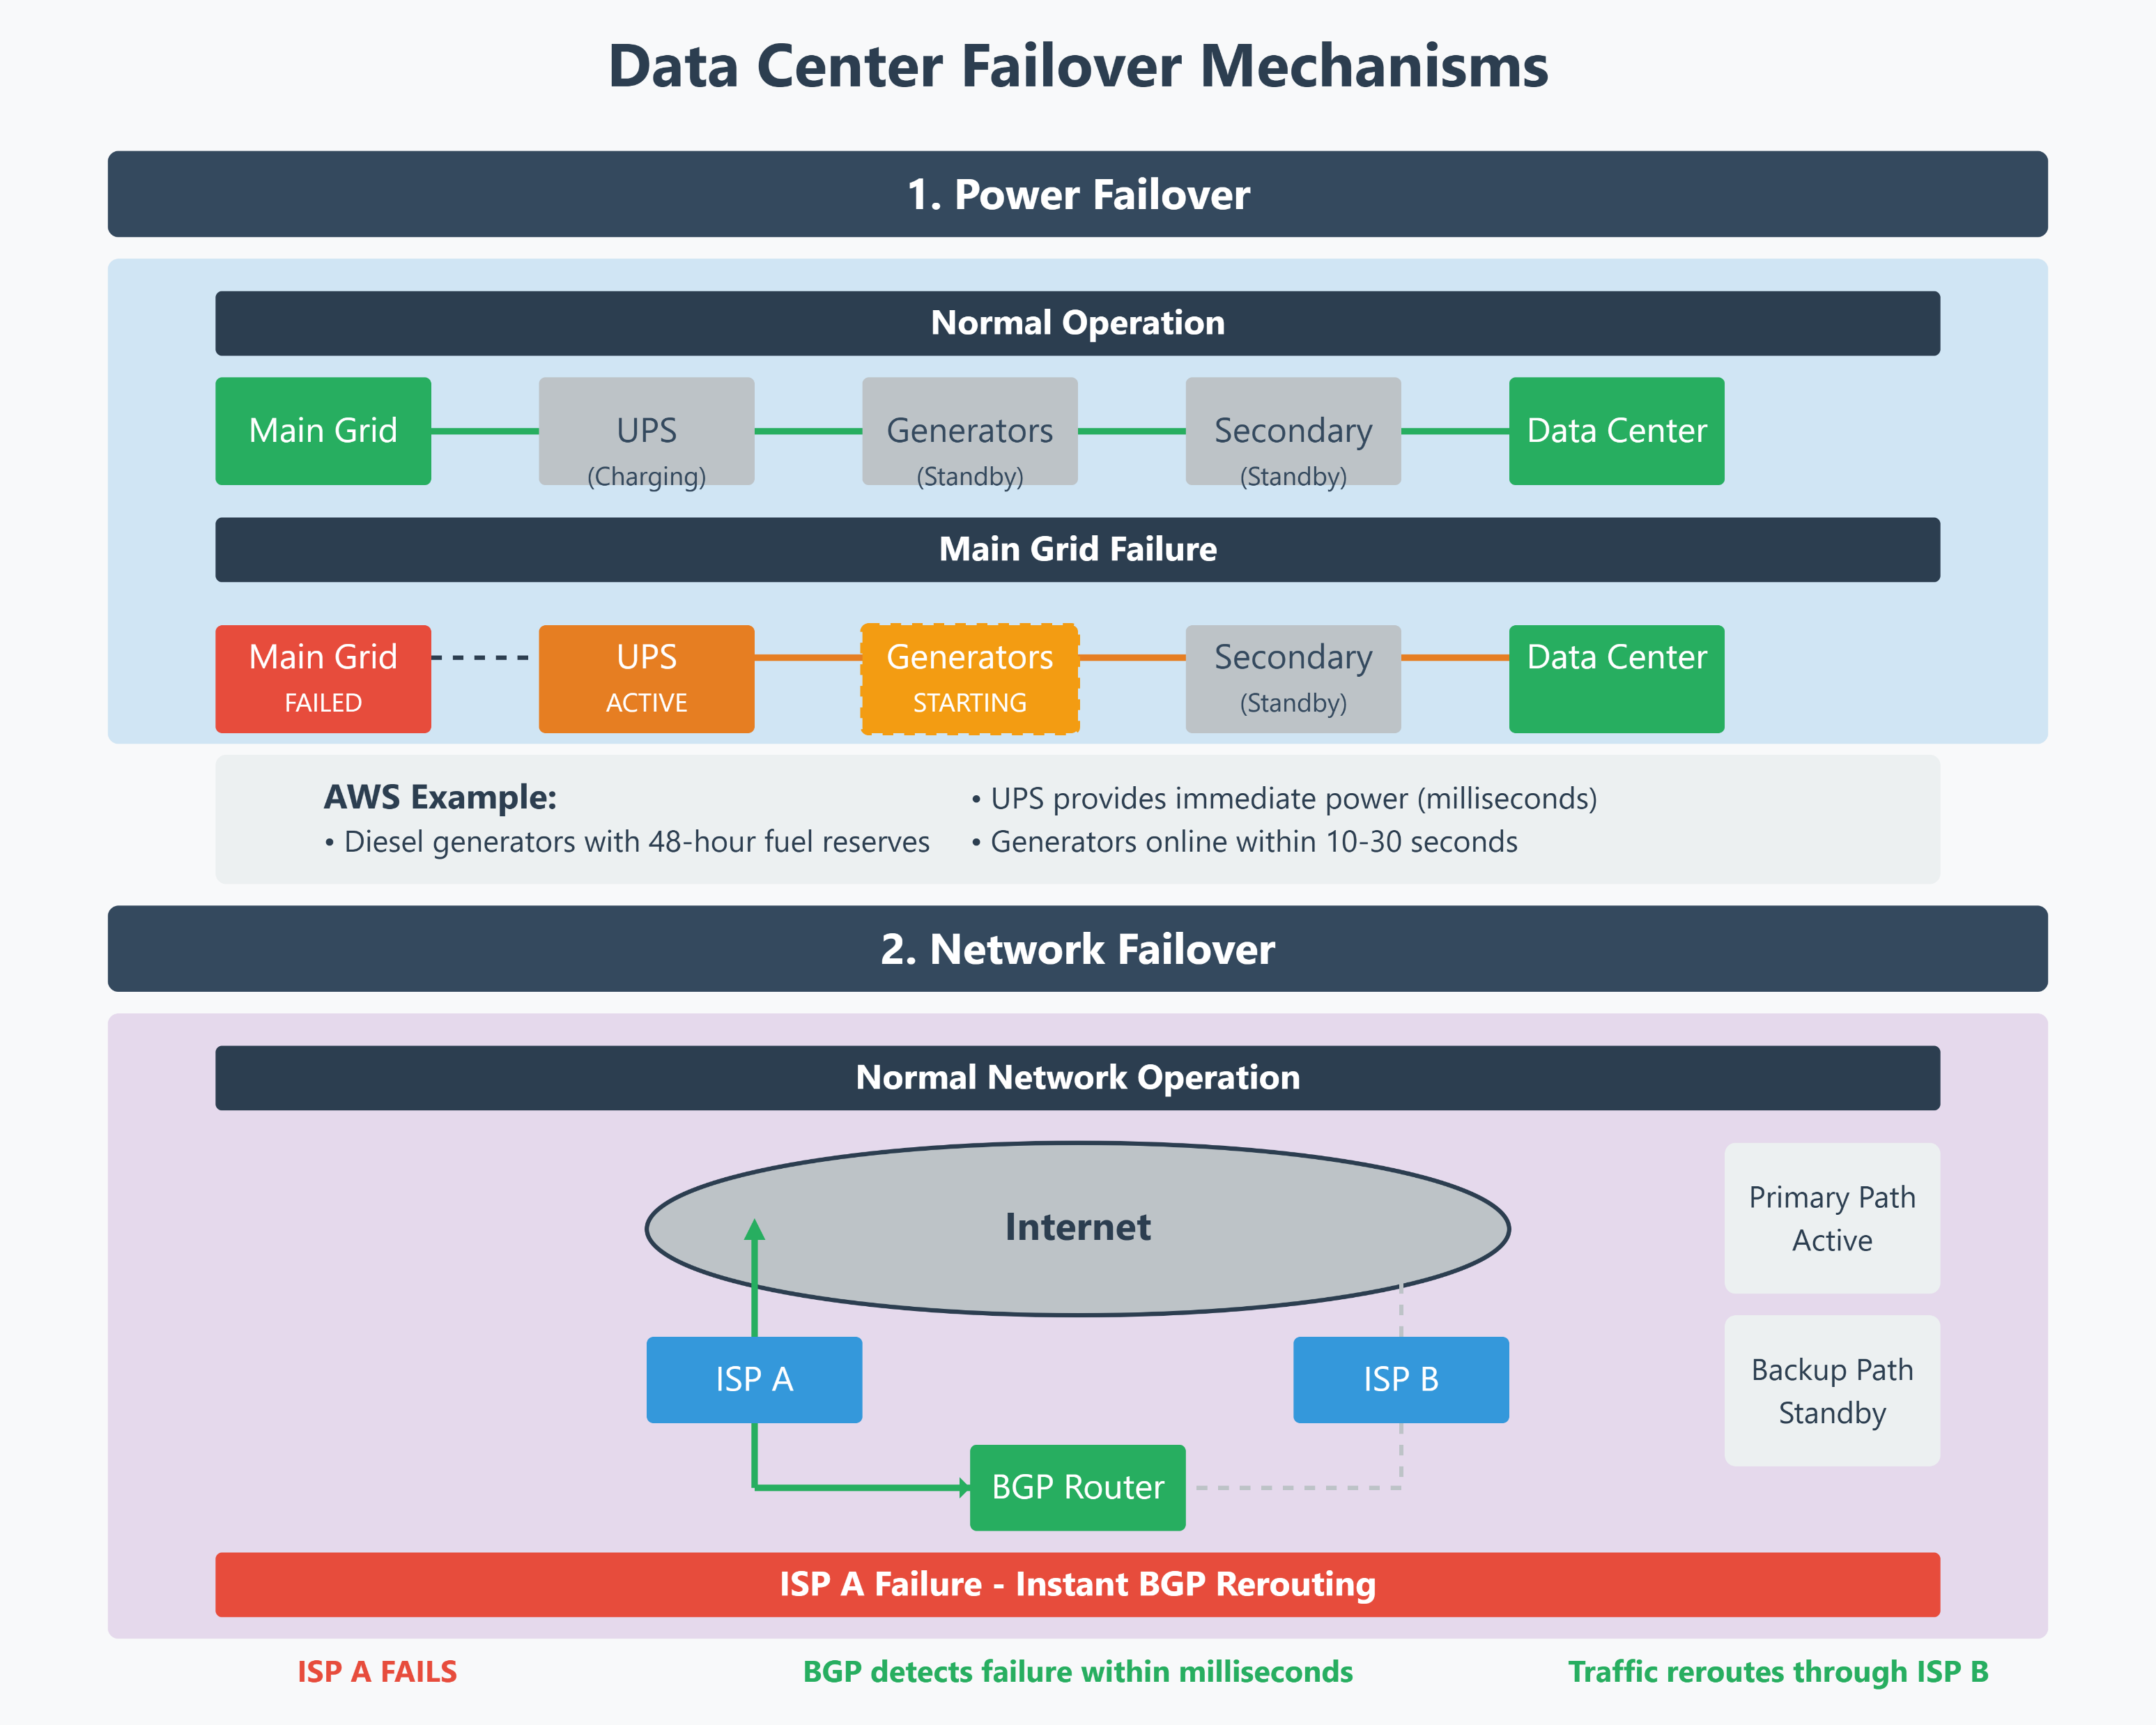 Data Center Failover Mechanisms
1. Power Failover
Normal Operation
Main Grid
UPS
(Charging)
Generators
(Standby)
Secondary
(Standby)
Data Center
Main Grid Failure
Main Grid
FAILED
UPS
ACTIVE
Generators
STARTING
Secondary
(Standby)
Data Center
AWS Example:
• Diesel generators with 48-hour fuel reserves
• UPS provides immediate power (milliseconds)
• Generators online within 10-30 seconds
2. Network Failover
Normal Network Operation
Internet
Primary Path
Active
ISP A
ISP B
Backup Path
Standby
BGP Router
ISP A Failure - Instant BGP Rerouting
ISP A FAILS
BGP detects failure within milliseconds
Traffic reroutes through ISP B